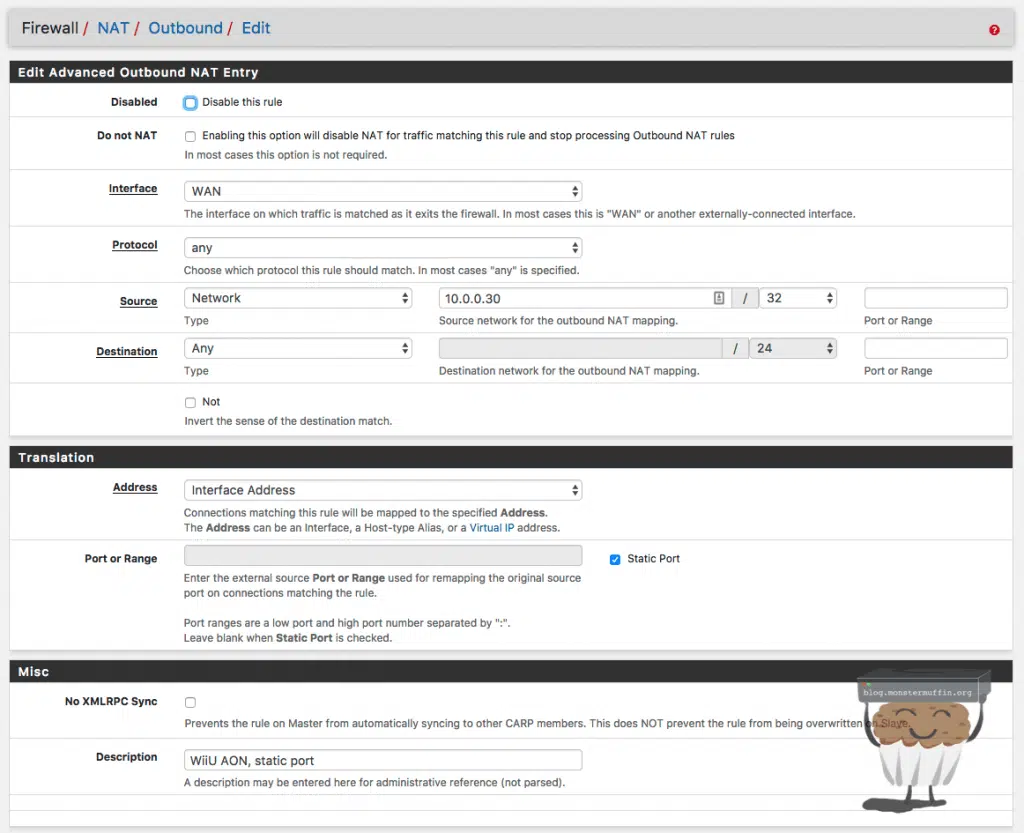 Firewall / NAT / Outbound / Edit
Edit Advanced Outbound NAT Entry
Disabled Disable this rule
Do not NAT Enabling this option will disable NAT for traffic matching this rule and stop processing Outbound NAT rules
In most cases this option is not required.
Interface WAN
The interface on which traffic is matched as it exits the firewall. In most cases this is "WAN" or another externally-connected interface.
Protocol any
Choose which protocol this rule should match. In most cases "any" is specified.
Source Network 10.0.0.30 / 32
Type Source network for the outbound NAT mapping. Port or Range
Destination Any / 24
Type Destination network for the outbound NAT mapping. Port or Range
Not
Invert the sense of the destination match.
Translation
Address Interface Address
Connections matching this rule will be mapped to the specified Address.
The Address can be an Interface, a Host-type Alias, or a Virtual IP address.
Port or Range Static Port
Enter the external source Port or Range used for remapping the original source
port on connections matching the rule.
Port ranges are a low port and high port number separated by ":".
Leave blank when Static Port is checked.
Misc
blog.monstermuffin.org
No XMLRPC Sync
Prevents the rule on Master from automatically syncing to other CARP members. This does NOT prevent the rule from being overwritten on Slave.
Description WiiU AON, static port
A description may be entered here for administrative reference (not parsed).